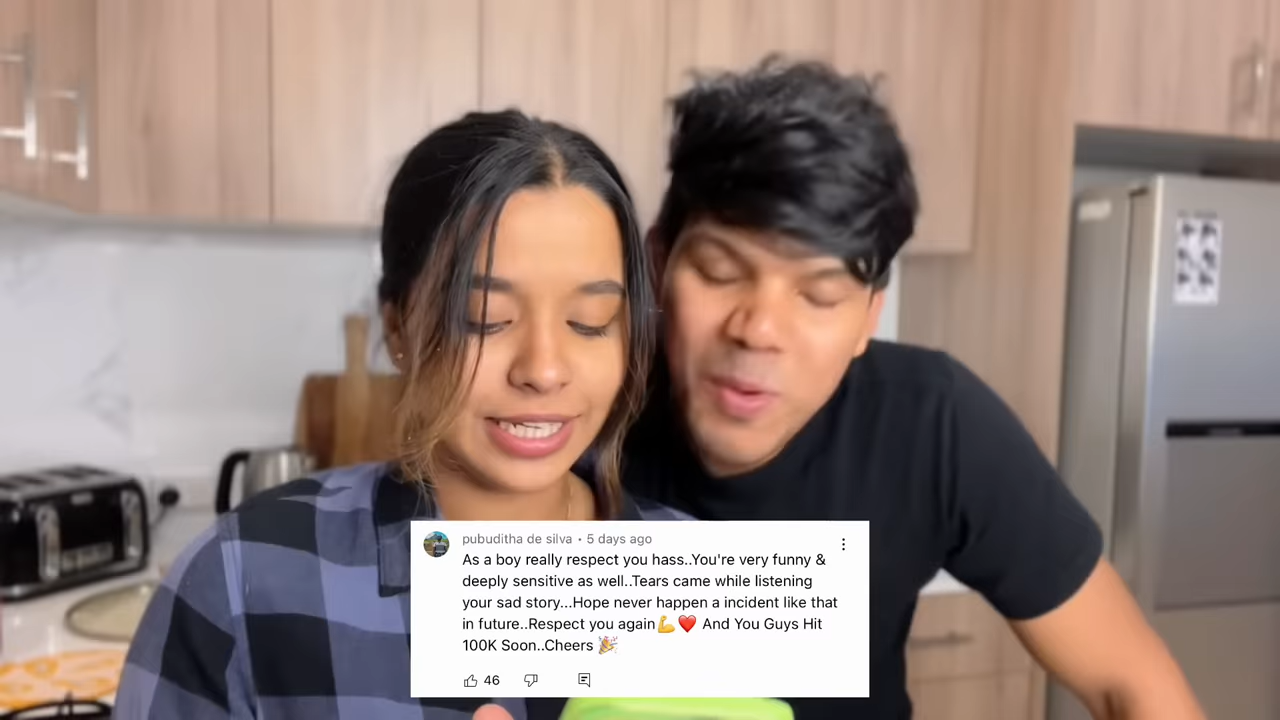 pubuditha de silva • 5 days ago
As a boy really respect you hass..You're very funny &
deeply sensitive as well..Tears came while listening
your sad story...Hope never happen a incident like that
in future..Respect you again💪❤️ And You Guys Hit
100K Soon..Cheers 🎉
46